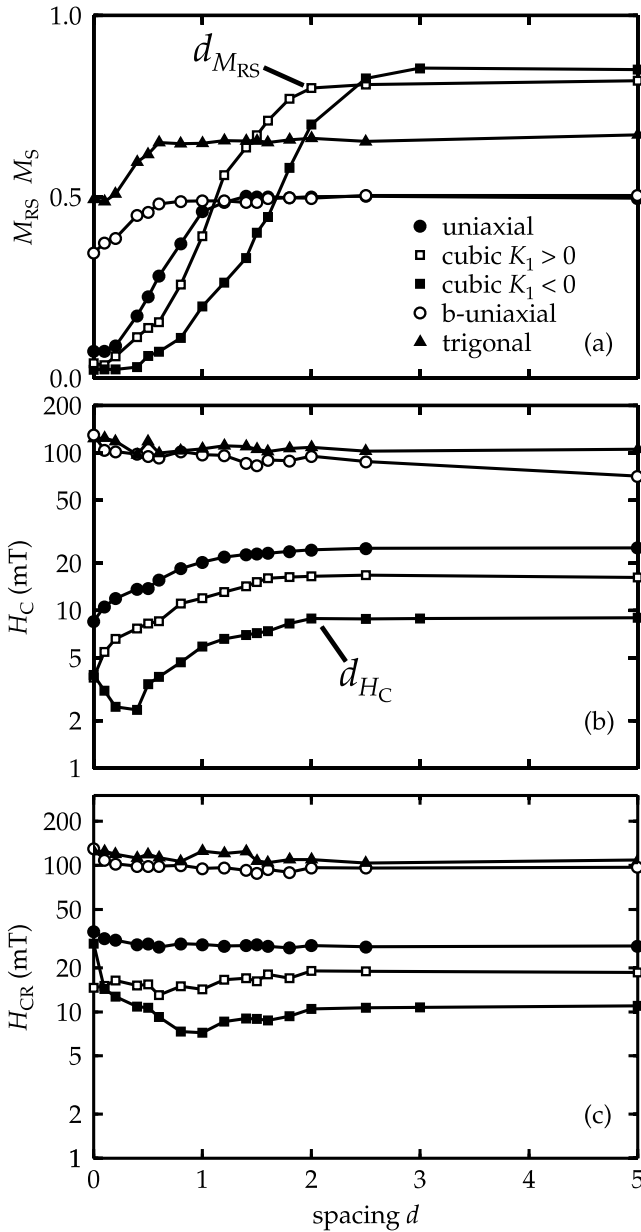 1.0
d_{M_{RS}}
M_{RS} M_S
0.5
● uniaxial
□ cubic K_1 > 0
■ cubic K_1 < 0
○ b-uniaxial
▲ trigonal
(a)
0.0
200
100
50
20
H_C (mT)
10
5
d_{H_C}
2
(b)
1
200
100
50
20
H_{CR} (mT)
10
5
2
(c)
1
0 1 2 3 4 5
spacing d